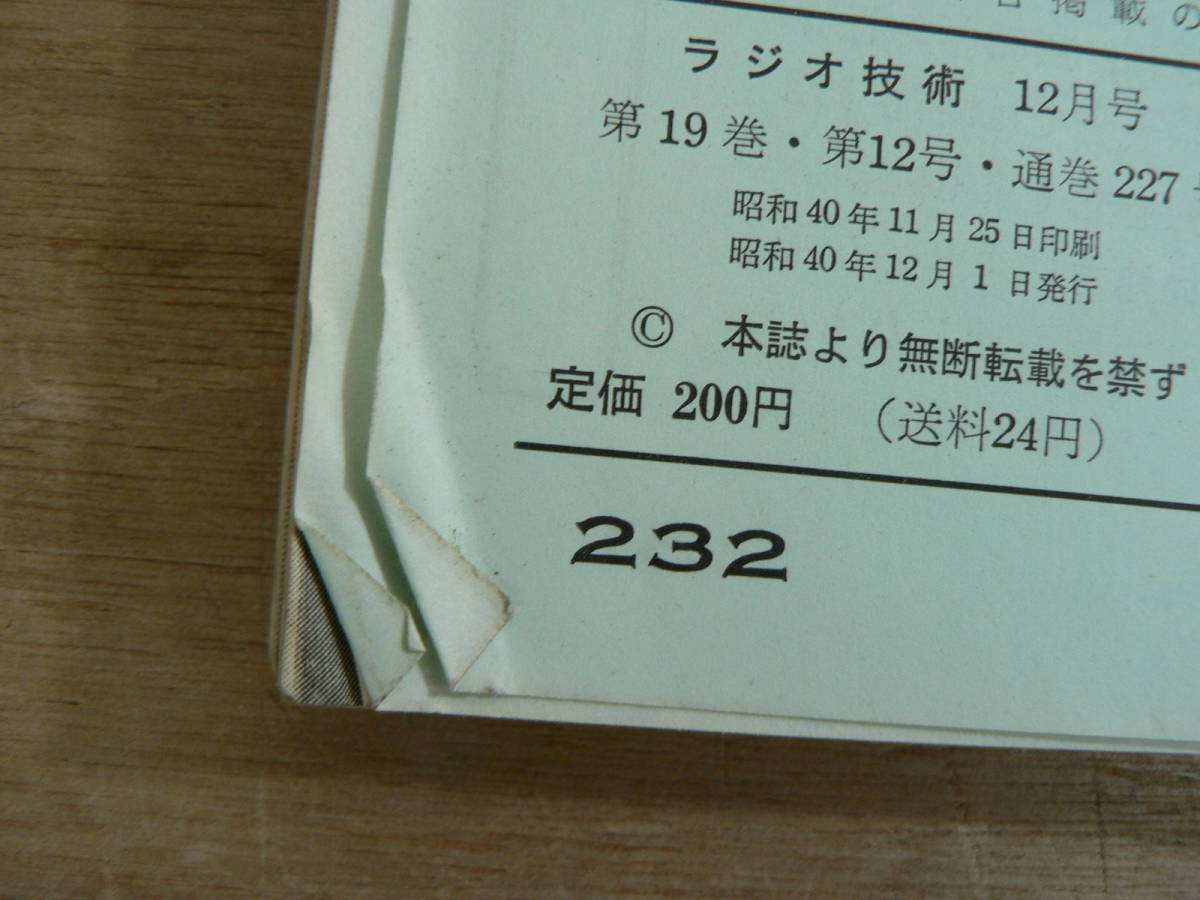 掲載の
ラジオ技術 12月号
第19巻・第12号・通巻227
昭和40年11月25日印刷
昭和40年12月1日発行
© 本誌より無断転載を禁ず
定価 200円 （送料24円）
232